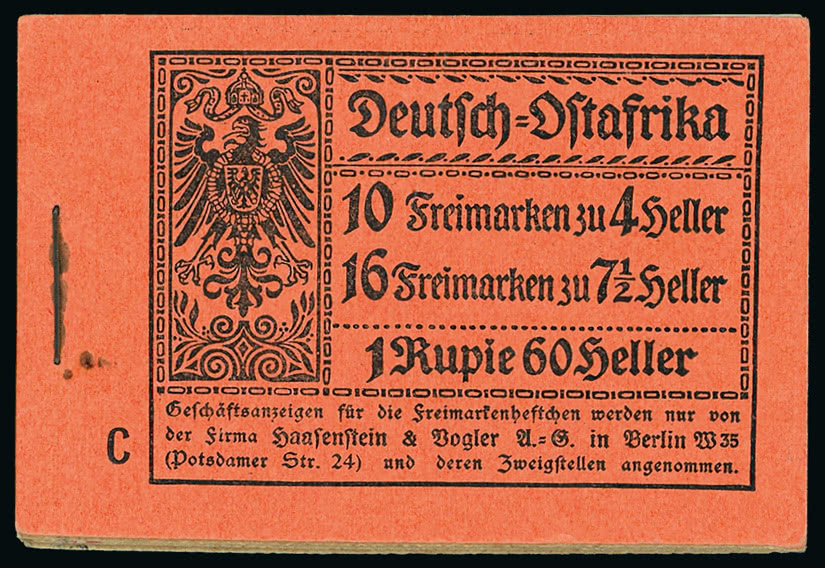 Deutsch=Ostafrika
10 Freimarken zu 4 Heller
16 Freimarken zu 7½ Heller
1 Rupie 60 Heller
Geschäftsanzeigen für die Freimarkenheftchen werden nur von
der Firma Haasenstein & Vogler A.=G. in Berlin W 35
(Potsdamer Str. 24) und deren Zweigstellen angenommen.
C